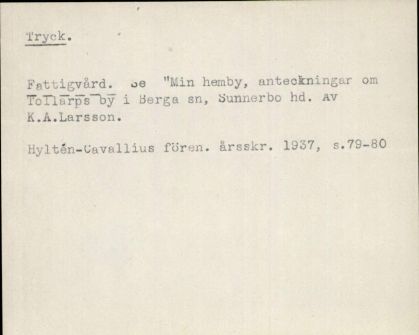 Tryck.
Fattigvård. Se "Min hemby, anteckningar om
Tollarps by i Berga sn, Sunnerbo hd. Av
K.A.Larsson.
Hyltén-Cavallius fören. årsskr. 1937, s.79-80